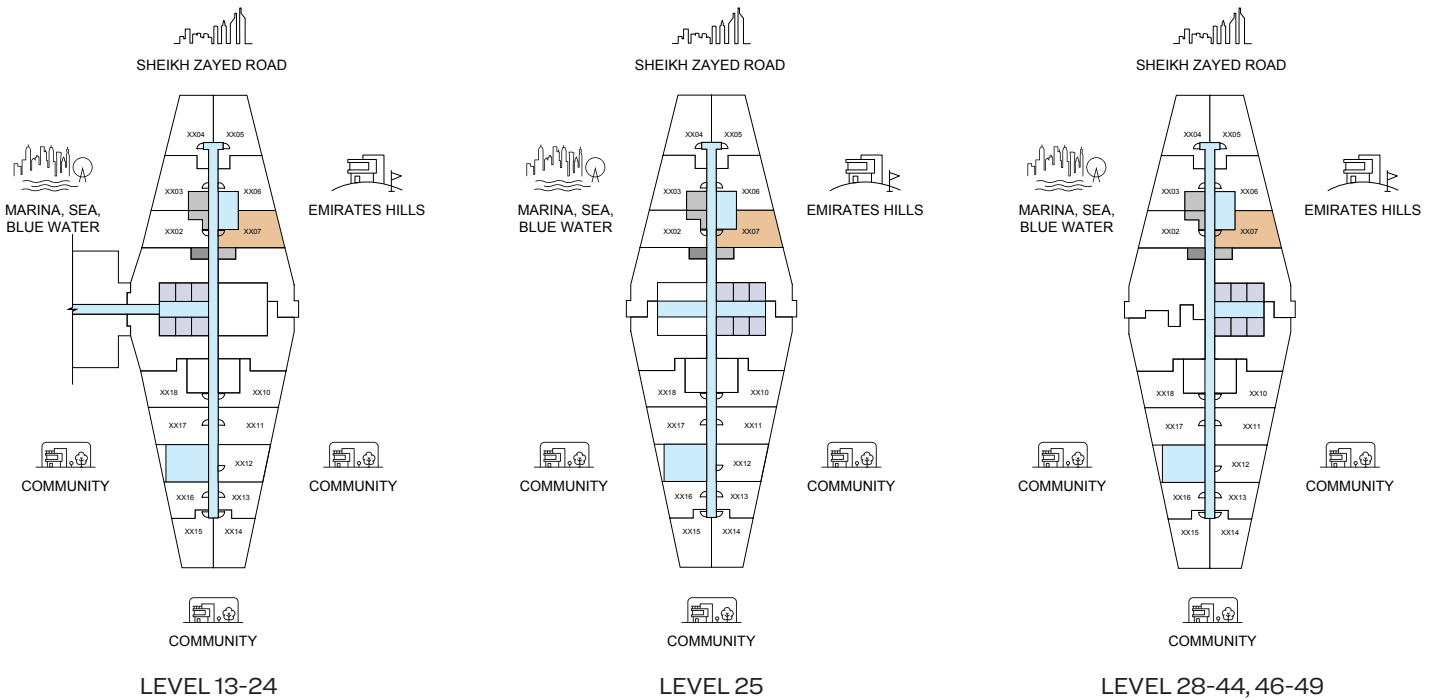 SHEIKH ZAYED ROAD
XX04 XX05
MARINA, SEA,
BLUE WATER
XX03 XX06
EMIRATES HILLS
XX02 XX07
XX18 XX10
XX17 XX11
XX12
COMMUNITY
COMMUNITY
XX16 XX13
XX15 XX14
COMMUNITY
LEVEL 13-24
SHEIKH ZAYED ROAD
XX04 XX05
MARINA, SEA,
BLUE WATER
XX03 XX06
EMIRATES HILLS
XX02 XX07
XX18 XX10
XX17 XX11
XX12
COMMUNITY
COMMUNITY
XX16 XX13
XX15 XX14
COMMUNITY
LEVEL 25
SHEIKH ZAYED ROAD
XX04 XX05
MARINA, SEA,
BLUE WATER
XX03 XX06
EMIRATES HILLS
XX02 XX07
XX18 XX10
XX17 XX11
XX12
COMMUNITY
COMMUNITY
XX16 XX13
XX15 XX14
COMMUNITY
LEVEL 28-44, 46-49